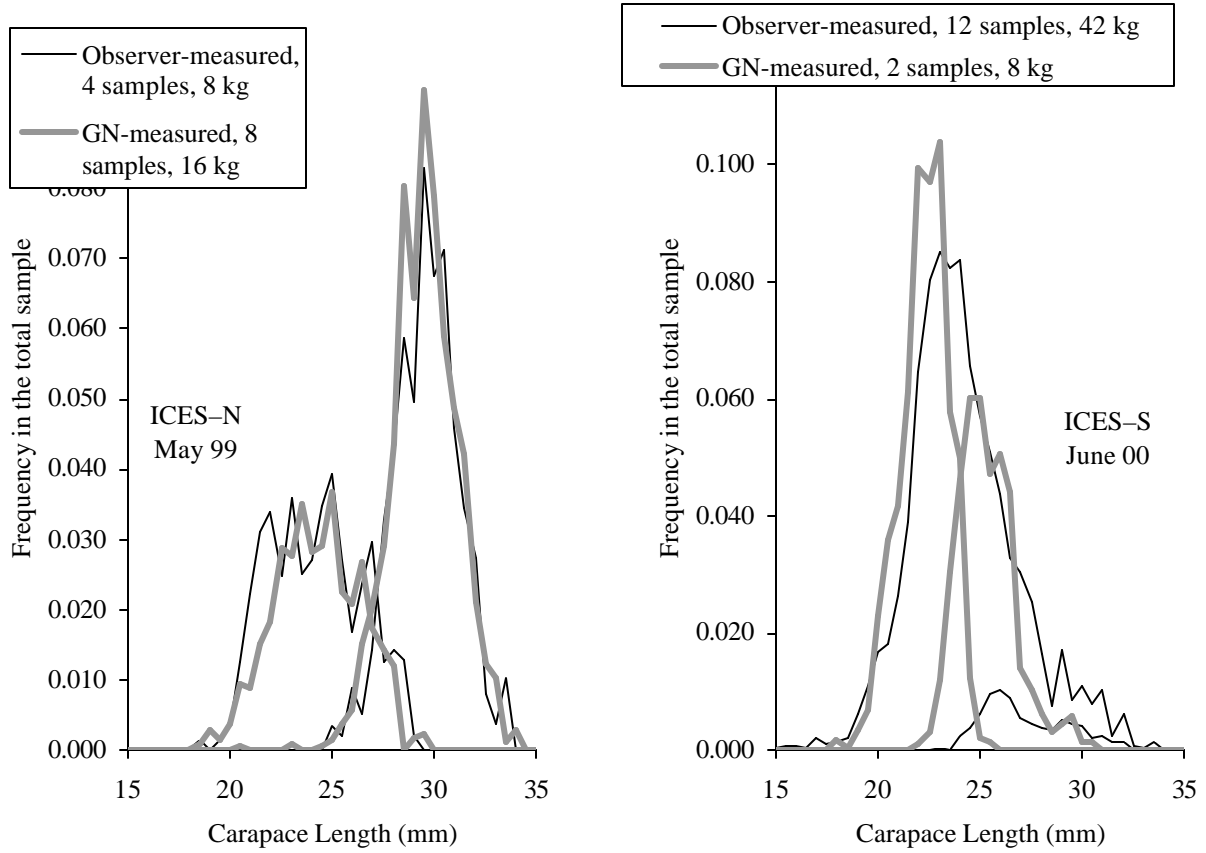 Observer-measured,
4 samples, 8 kg
GN-measured, 8
samples, 16 kg
Frequency in the total sample
0.080
0.070
0.060
0.050
0.040
0.030
0.020
0.010
0.000
ICES–N
May 99
15 20 25 30 35
Carapace Length (mm)
Observer-measured, 12 samples, 42 kg
GN-measured, 2 samples, 8 kg
Frequency in the total sample
0.100
0.080
0.060
0.040
0.020
0.000
ICES–S
June 00
15 20 25 30 35
Carapace Length (mm)